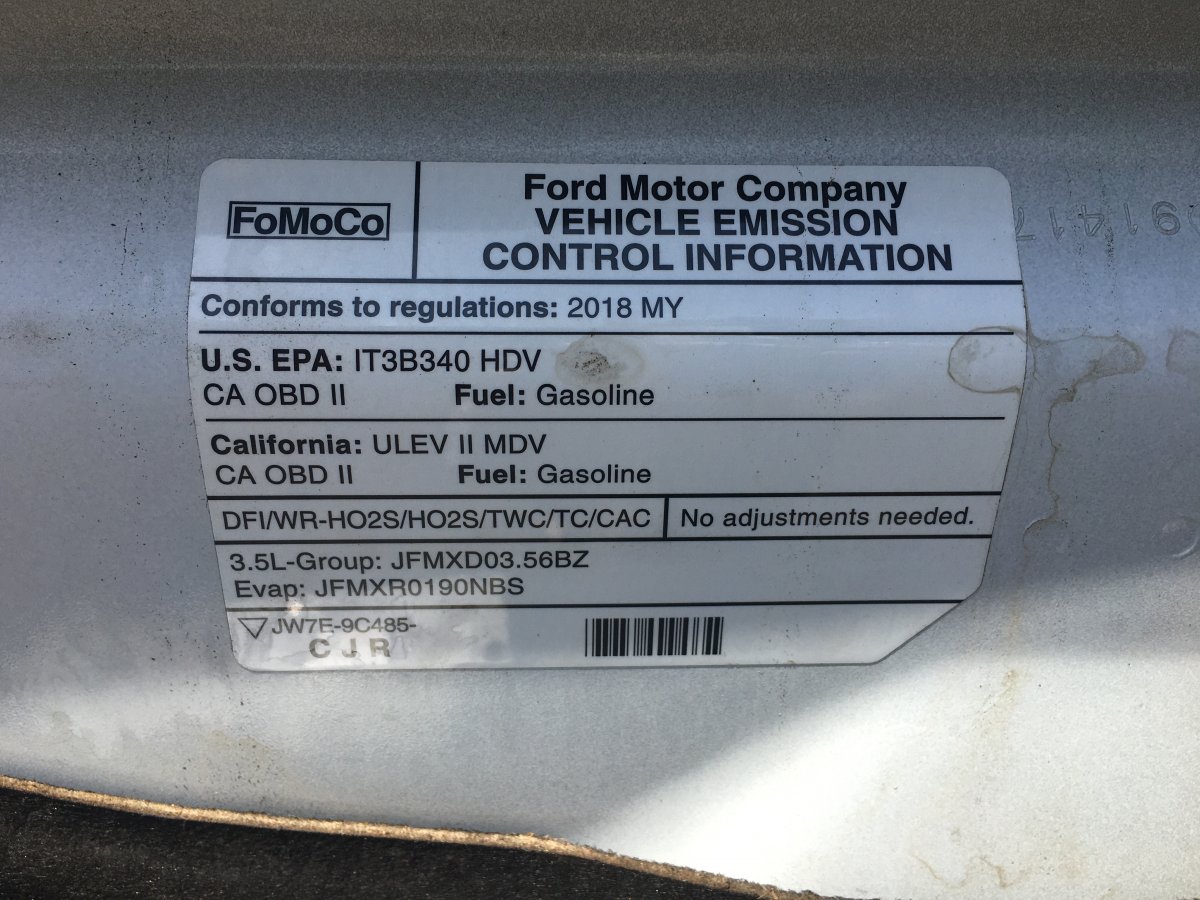 FoMoCo
Ford Motor Company
VEHICLE EMISSION
CONTROL INFORMATION
Conforms to regulations: 2018 MY
U.S. EPA: IT3B340 HDV
CA OBD II Fuel: Gasoline
California: ULEV II MDV
CA OBD II Fuel: Gasoline
DFI/WR-HO2S/HO2S/TWC/TC/CAC No adjustments needed.
3.5L-Group: JFMXD03.56BZ
Evap: JFMXR0190NBS
JW7E-9C485-
C J R